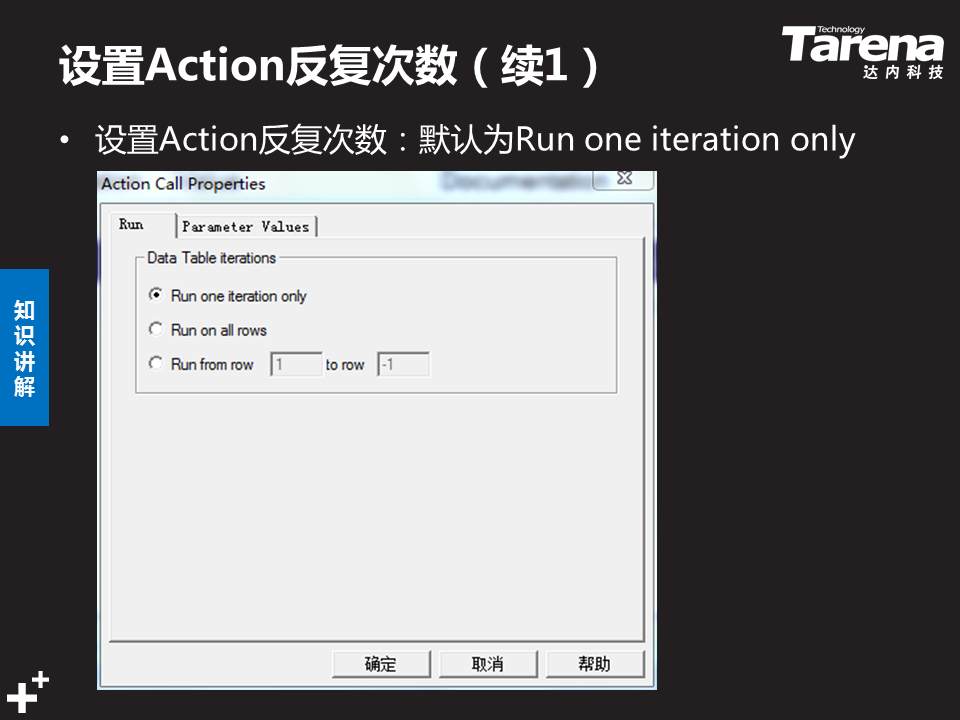 设置Action反复次数（续1）
Technology
Tarena
达内科技
• 设置Action反复次数：默认为Run one iteration only
Action Call Properties
Documentation
Run
Parameter Values
Data Table iterations
Run one iteration only
Run on all rows
Run from row 1 to row -1
知识讲解
确定
取消
帮助